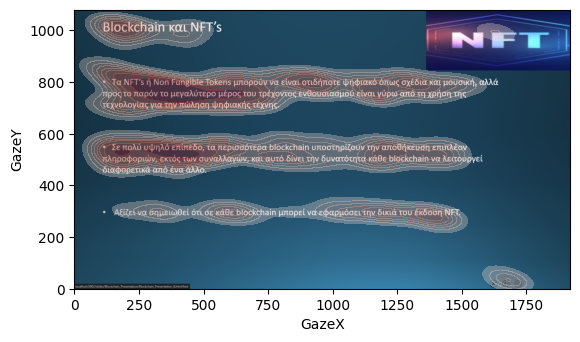 Blockchain και NFT's
NFT
• Τα NFT's ή Non Fungible Tokens μπορούν να είναι οτιδήποτε ψηφιακό όπως σχέδια και μουσική, αλλά
προς το παρόν το μεγαλύτερο μέρος του τρέχοντος ενθουσιασμού είναι γύρω από τη χρήση της
τεχνολογίας για την πώληση ψηφιακής τέχνης.
• Σε πολύ υψηλό επίπεδο, τα περισσότερα blockchain υποστηρίζουν την αποθήκευση επιπλέον
πληροφοριών, εκτός των συναλλαγών, και αυτό δίνει την δυνατότητα κάθε blockchain να λειτουργεί
διαφορετικά από ένα άλλο.
• Αξίζει να σημειωθεί ότι σε κάθε blockchain μπορεί να εφαρμόσει την δικιά του έκδοση NFT.
GazeY
1000
800
600
400
200
0
0 250 500 750 1000 1250 1500 1750
GazeX